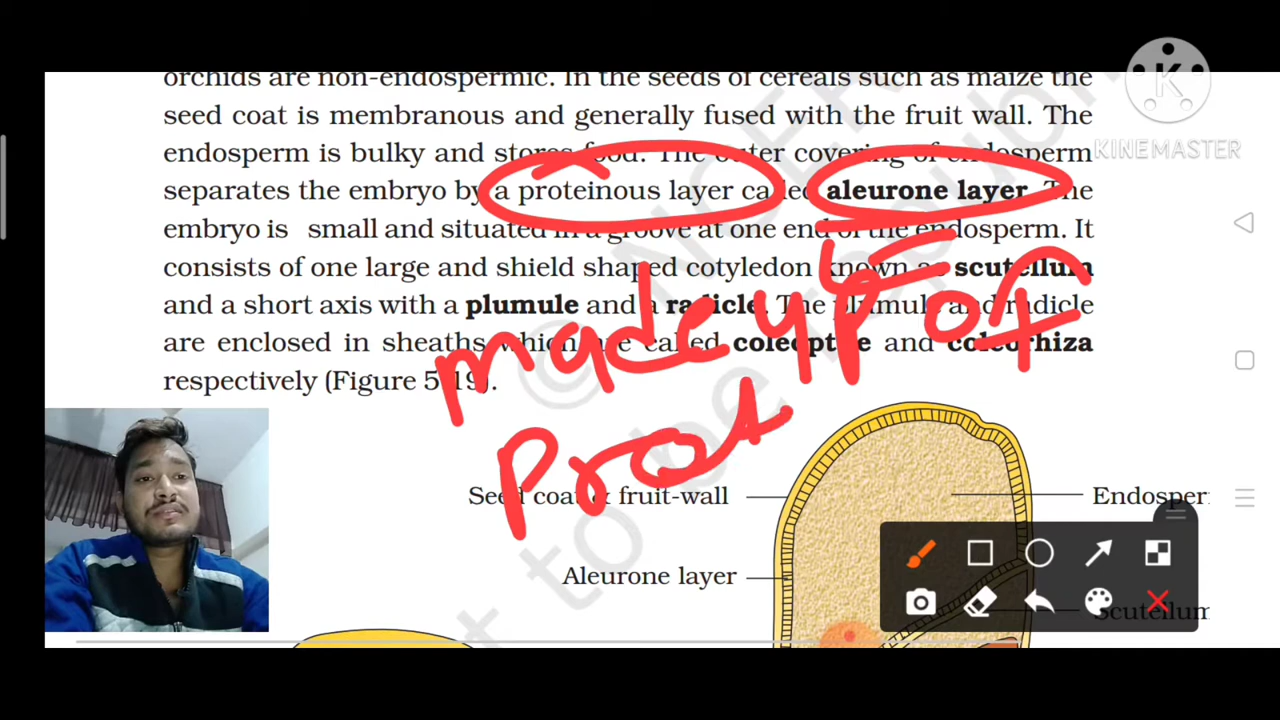 orchids are non-endospermic. In the seeds of cereals such as maize the
seed coat is membranous and generally fused with the fruit wall. The
endosperm is bulky and stores food. The outer covering of endosperm
separates the embryo by a proteinous layer called aleurone layer. The
embryo is small and situated in a groove at one end of the endosperm. It
consists of one large and shield shaped cotyledon known as scutellum
and a short axis with a plumule and a radicle. The plumule and radicle
are enclosed in sheaths which are called coleoptile and coleorhiza
respectively (Figure 5.19).
made up of
Prot
Seed coat & fruit-wall
Endosper
Aleurone layer
Scutellum
K
KINEMASTER